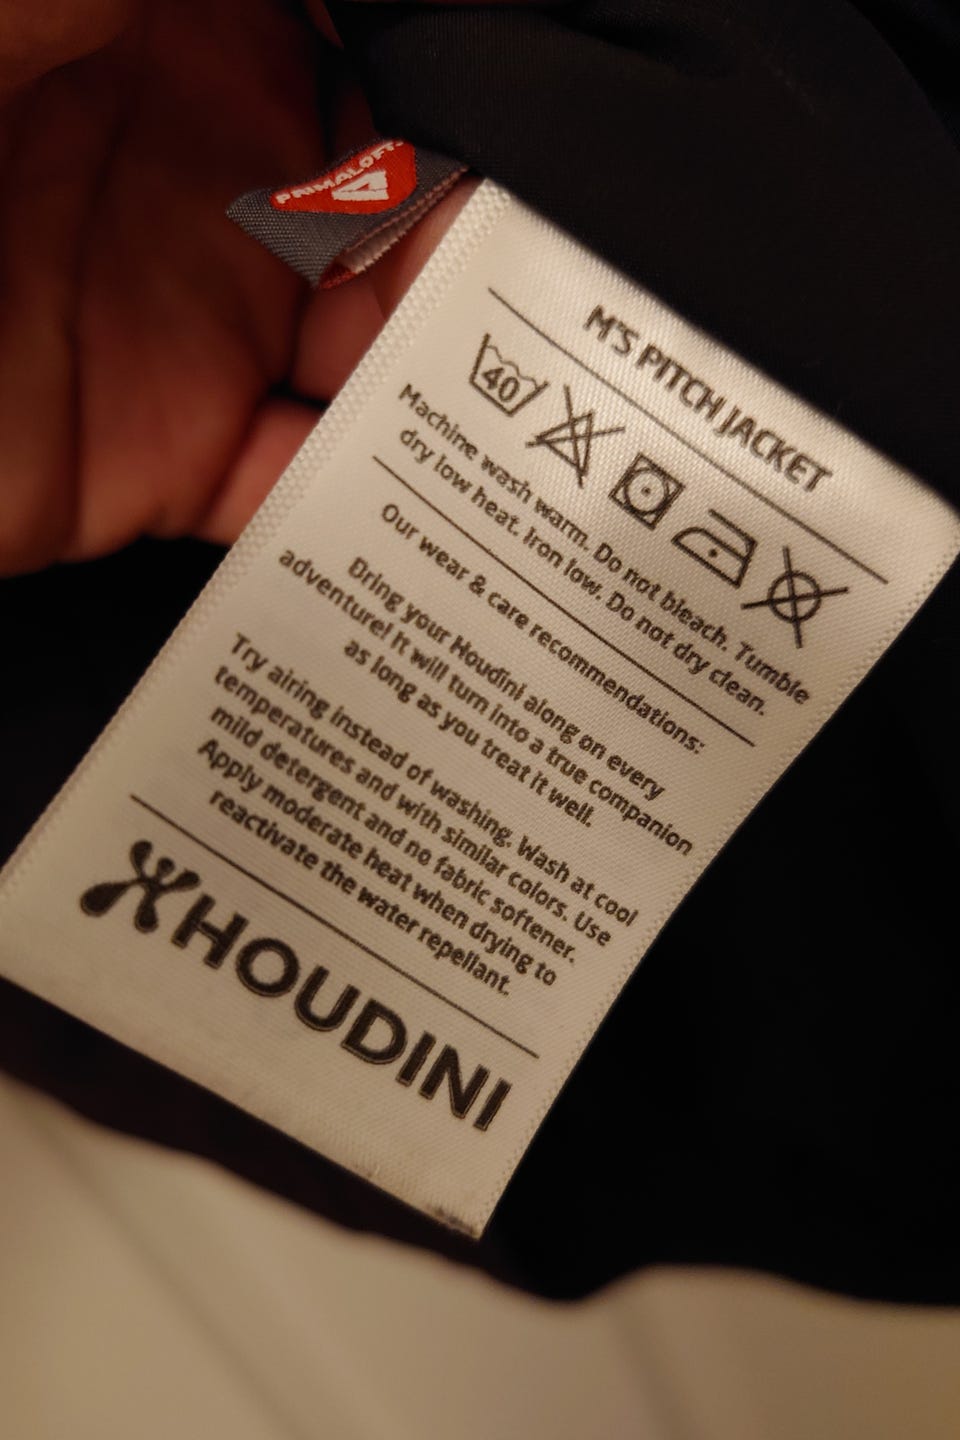 PRIMALOFT
M'S PITCH JACKET
40
Machine wash warm. Do not bleach. Tumble
dry low heat. Iron low. Do not dry clean.
Our wear & care recommendations:
Bring your Houdini along on every
adventure! It will turn into a true companion
as long as you treat it well.
Try airing instead of washing. Wash at cool
temperatures and with similar colors. Use
mild detergent and no fabric softener.
Apply moderate heat when drying to
reactivate the water repellant.
HOUDINI